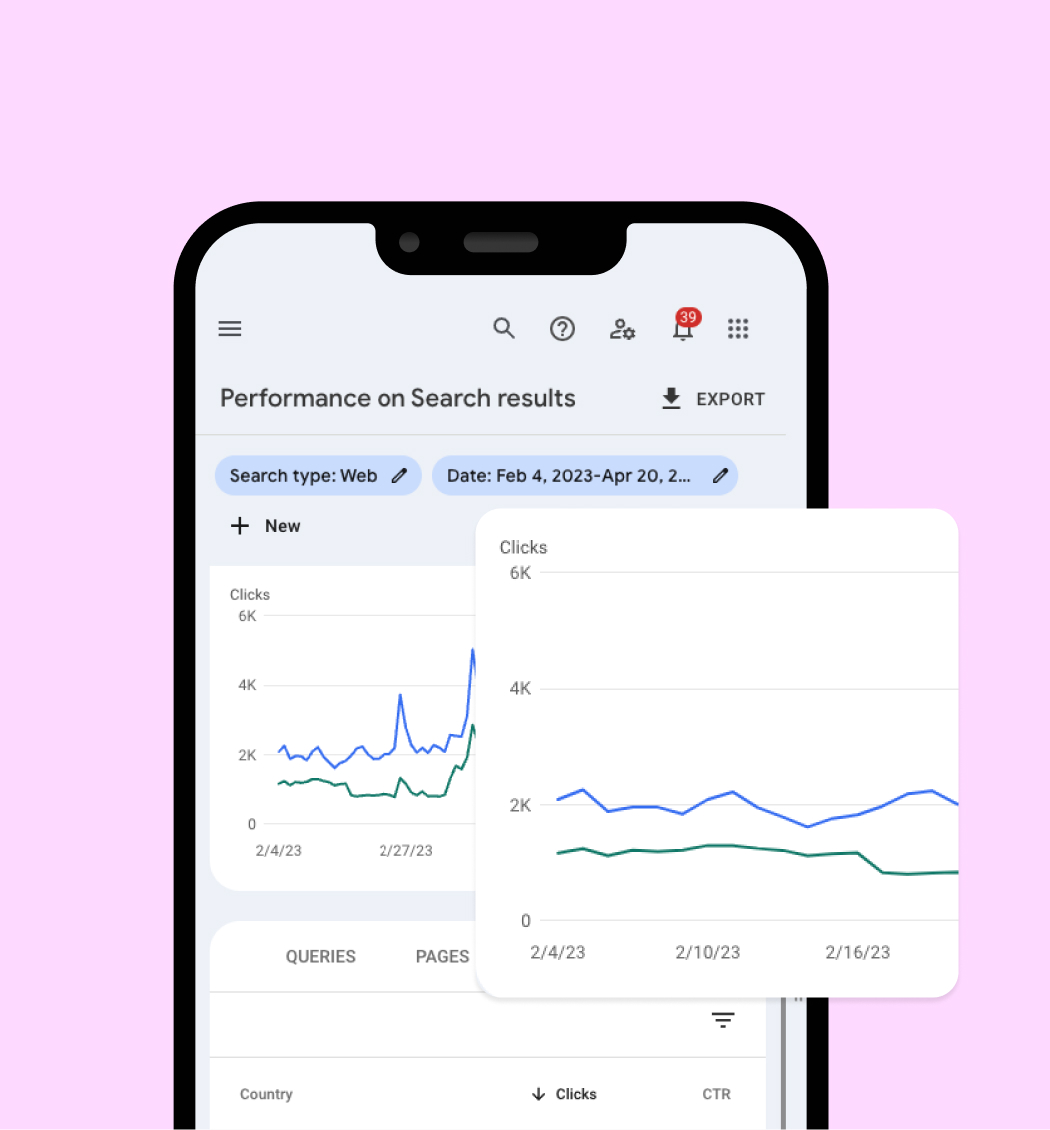 39
Performance on Search results
EXPORT
Search type: Web
Date: Feb 4, 2023-Apr 20, 2...
New
Clicks
6K
4K
2K
0
2/4/23
2/27/23
Clicks
6K
4K
2K
0
2/4/23
2/10/23
2/16/23
QUERIES
PAGES
Country
Clicks
CTR